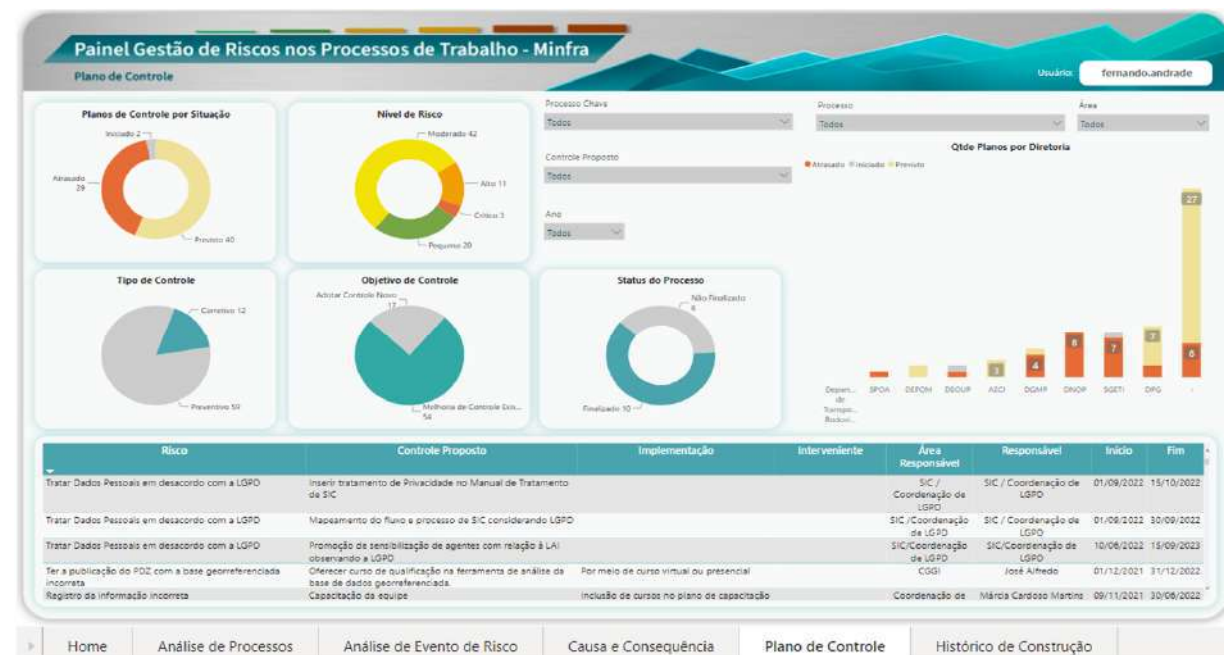 Painel Gestão de Riscos nos Processos de Trabalho - Minfra
Plano de Controle
Usuário:
fernando.andrade
Planos de Controle por Situação
Iniciado 2
Atrasado
29
Previsto 40
Nivel de Risco
Moderado 42
Alto 11
Crítico 3
Pequeno 20
Processo Chave
Todos
Processo
Todos
Área
Todos
Controle Proposto
Todos
Ano
Todos
Qtde Planos por Diretoria
Atrasado Iniciado Previsto
27
6
7
7
8
4
3
Depart...
de
Transpo...
Rodovi...
SPOA
DEPOM
DGOUP
AECI
DGMP
DNOP
SGETI
DPG
-
Tipo de Controle
Corretivo 12
Preventivo 59
Objetivo de Controle
Adotar Controle Novo
17
Melhoria de Controle Exis...
54
Status do Processo
Não Finalizado
Finalizado 10
Risco Controle Proposto Implementação Interveniente Área Responsável Responsável Início Fim
Tratar Dados Pessoais em desacordo com a LGPD
Inserir tratamento de Privacidade no Manual de Tratamento
de SIC
SIC /
Coordenação de
LGPD
SIC / Coordenação de
LGPD
01/09/2022 15/10/2022
Tratar Dados Pessoais em desacordo com a LGPD
Mapeamento do fluxo e processo de SIC considerando LGPD
SIC /Coordenação
de LGPD
SIC / Coordenação de
LGPD
01/09/2022 30/09/2022
Tratar Dados Pessoais em desacordo com a LGPD
Promoção de sensibilização de agentes com relação à LAI
observando a LGPD
SIC/Coordenação
de LGPD
SIC/Coordenação de
LGPD
10/06/2022 15/09/2023
Ter a publicação do PDZ com a base georreferenciada
incorreta
Oferecer curso de qualificação na ferramenta de análise da
base de dados georreferenciada.
Por meio de curso virtual ou presencial
CGGI
José Alfredo
01/12/2021 31/12/2022
Registro da informação incorreta
Capacitação da equipe
Inclusão de cursos no plano de capacitação
Coordenação de
Márcia Cardoso Martins
09/11/2021 30/06/2022
Home
Análise de Processos
Análise de Evento de Risco
Causa e Consequência
Plano de Controle
Histórico de Construção